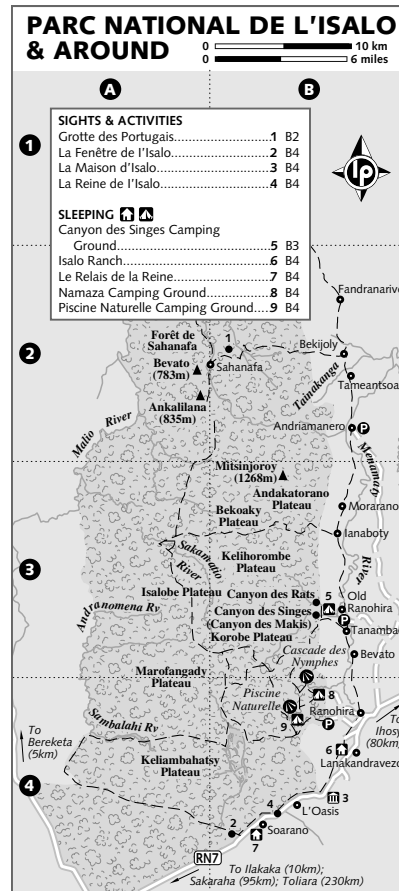 PARC NATIONAL DE L'ISALO
& AROUND
0 10 km
0 6 miles
A
B
1
SIGHTS & ACTIVITIES
Grotte des Portugais 1 B2
La Fenêtre de l'Isalo 2 B4
La Maison d'Isalo 3 B4
La Reine de l'Isalo 4 B4
SLEEPING
Canyon des Singes Camping
Ground 5 B3
Isalo Ranch 6 B4
Le Relais de la Reine 7 B4
Namaza Camping Ground 8 B4
Piscine Naturelle Camping Ground 9 B4
lp
Fandranarivo
2
Forêt de
Sahanafa
1
Bekijoly
Bevato
(783m)
Sahanafa
Tameantsoa
Tainakanga
Ankalilana
(835m)
Andriamanero
P
Malio River
Menamaty
River
Mitsinjoroy
(1268m)
Andakatorano
Plateau
Bekoaky
Plateau
Morarano
Ianaboty
Sakamatio
River
Kelihorombe
Plateau
3
Isalobe Plateau
Canyon des Rats
5
Old
Ranohira
Andranomena Rv
Canyon des Singes
(Canyon des Makis)
P
Korobe Plateau
Tanambao
Cascade des
Nymphes
Bevato
Marofangady
Plateau
Piscine
Naturelle
8
Ranohira
To
Ihosy
(80km)
9
P
To
Bereketa
(5km)
Sambalahi Rv
Keliambahatsy
Plateau
6
Lanakandravezo
4
3
4
L'Oasis
2
Soarano
7
RN7
To Ilakaka (10km);
Sakaraha (95km); Toliara (230km)